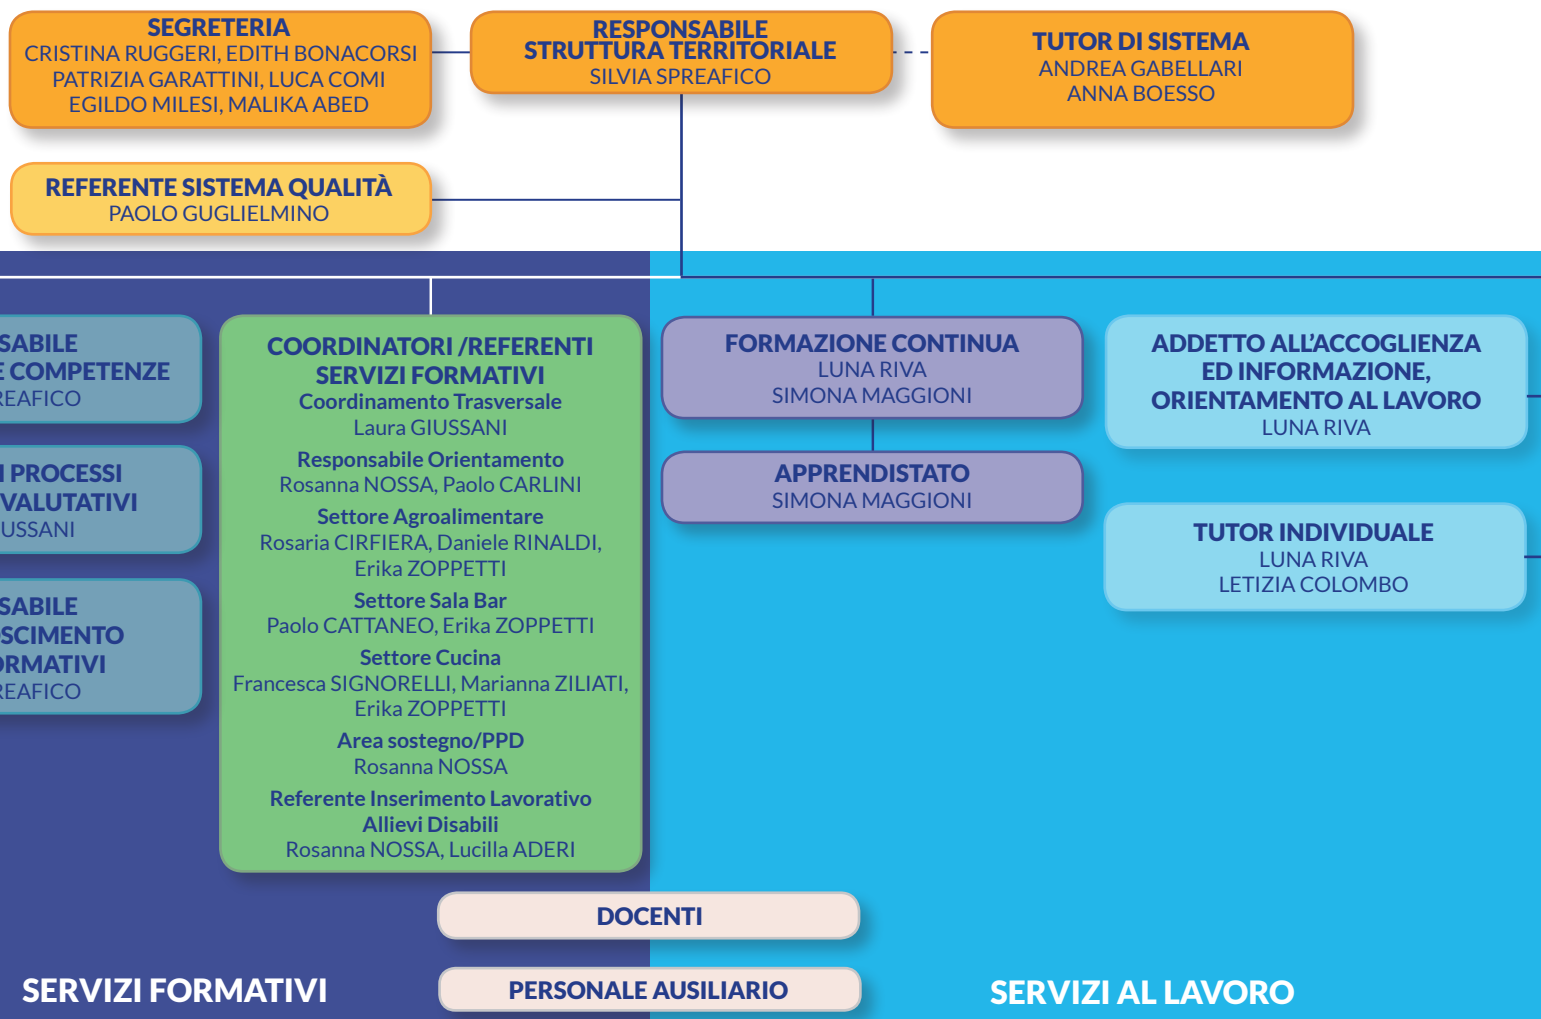 SEGRETERIA
CRISTINA RUGGERI, EDITH BONACORSI
PATRIZIA GARATTINI, LUCA COMI
EGILDO MILESI, MALIKA ABED
RESPONSABILE
STRUTTURA TERRITORIALE
SILVIA SPREAFICO
TUTOR DI SISTEMA
ANDREA GABELLARI
ANNA BOESSO
REFERENTE SISTEMA QUALITÀ
PAOLO GUGLIELMINO
SABILE
E COMPETENZE
REAFICO
I PROCESSI
VALUTATIVI
USSANI
SABILE
SCIMENTO
ORMATIVI
REAFICO
COORDINATORI /REFERENTI
SERVIZI FORMATIVI
Coordinamento Trasversale
Laura GIUSSANI
Responsabile Orientamento
Rosanna NOSSA, Paolo CARLINI
Settore Agroalimentare
Rosaria CIRFIERA, Daniele RINALDI,
Erika ZOPPETTI
Settore Sala Bar
Paolo CATTANEO, Erika ZOPPETTI
Settore Cucina
Francesca SIGNORELLI, Marianna ZILIATI,
Erika ZOPPETTI
Area sostegno/PPD
Rosanna NOSSA
Referente Inserimento Lavorativo
Allievi Disabili
Rosanna NOSSA, Lucilla ADERI
FORMAZIONE CONTINUA
LUNA RIVA
SIMONA MAGGIONI
APPRENDISTATO
SIMONA MAGGIONI
ADDETTO ALL'ACCOGLIENZA
ED INFORMAZIONE,
ORIENTAMENTO AL LAVORO
LUNA RIVA
TUTOR INDIVIDUALE
LUNA RIVA
LETIZIA COLOMBO
DOCENTI
PERSONALE AUSILIARIO
SERVIZI FORMATIVI
SERVIZI AL LAVORO